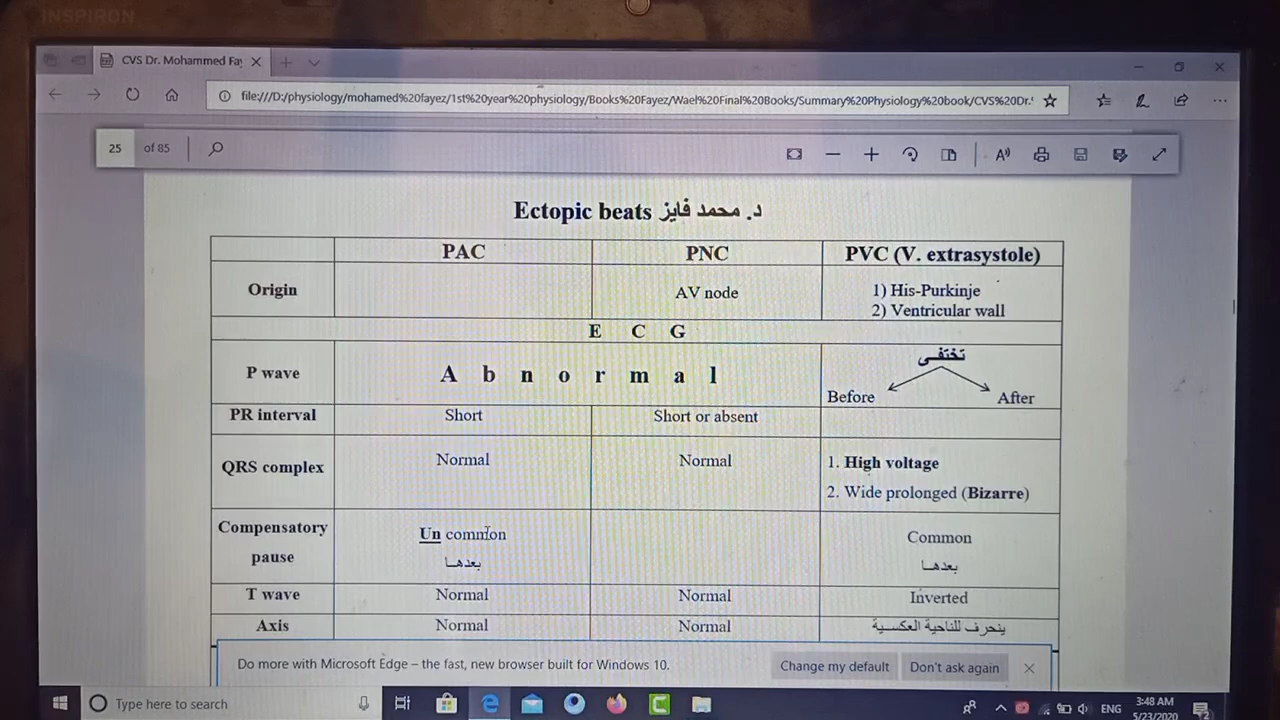 INSPIRON
CVS Dr. Mohammed Fay
file:///D:/physiology/mohamed%20fayez/1st%20year%20physiology/Books%20Fayez/Wael%20Final%20Books/Summary%20Physiology%20book/CVS%20Dr.
25 of 85
Ectopic beats د. محمد فايز
PAC PNC PVC (V. extrasystole)
Origin AV node 1) His-Purkinje
2) Ventricular wall
E C G
P wave A b n o r m a l تختفى
Before After
PR interval Short Short or absent
QRS complex Normal Normal 1. High voltage
2. Wide prolonged (Bizarre)
Compensatory pause Un common Common
بعدها بعدها
T wave Normal Normal Inverted
Axis Normal Normal ينحرف للناحية العكسية
Do more with Microsoft Edge – the fast, new browser built for Windows 10. Change my default Don't ask again
Type here to search ENG 3:48 AM
5/23/2020